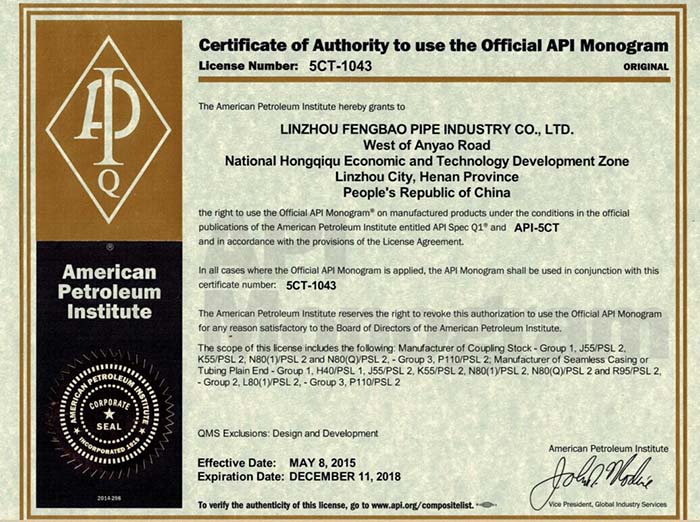 API
Q
®
American
Petroleum
Institute
AMERICAN PETROLEUM INSTITUTE
CORPORATE
SEAL
INCORPORATED 1919
2014-298
Certificate of Authority to use the Official API Monogram
License Number: 5CT-1043 ORIGINAL
The American Petroleum Institute hereby grants to
LINZHOU FENGBAO PIPE INDUSTRY CO., LTD.
West of Anyao Road
National Hongqiqu Economic and Technology Development Zone
Linzhou City, Henan Province
People's Republic of China
the right to use the Official API Monogram® on manufactured products under the conditions in the official
publications of the American Petroleum Institute entitled API Spec Q1® and API-5CT
and in accordance with the provisions of the License Agreement.
In all cases where the Official API Monogram is applied, the API Monogram shall be used in conjunction with this
certificate number: 5CT-1043
The American Petroleum Institute reserves the right to revoke this authorization to use the Official API Monogram
for any reason satisfactory to the Board of Directors of the American Petroleum Institute.
The scope of this license includes the following: Manufacturer of Coupling Stock - Group 1, J55/PSL 2,
K55/PSL 2, N80(1)/PSL 2 and N80(Q)/PSL 2, - Group 3, P110/PSL 2; Manufacturer of Seamless Casing or
Tubing Plain End - Group 1, H40/PSL 1, J55/PSL 2, K55/PSL 2, N80(1)/PSL 2, N80(Q)/PSL 2 and R95/PSL 2,
- Group 2, L80(1)/PSL 2, - Group 3, P110/PSL 2
QMS Exclusions: Design and Development
Effective Date: MAY 8, 2015
Expiration Date: DECEMBER 11, 2018
To verify the authenticity of this license, go to www.api.org/compositelist.
American Petroleum Institute
Vice President, Global Industry Services